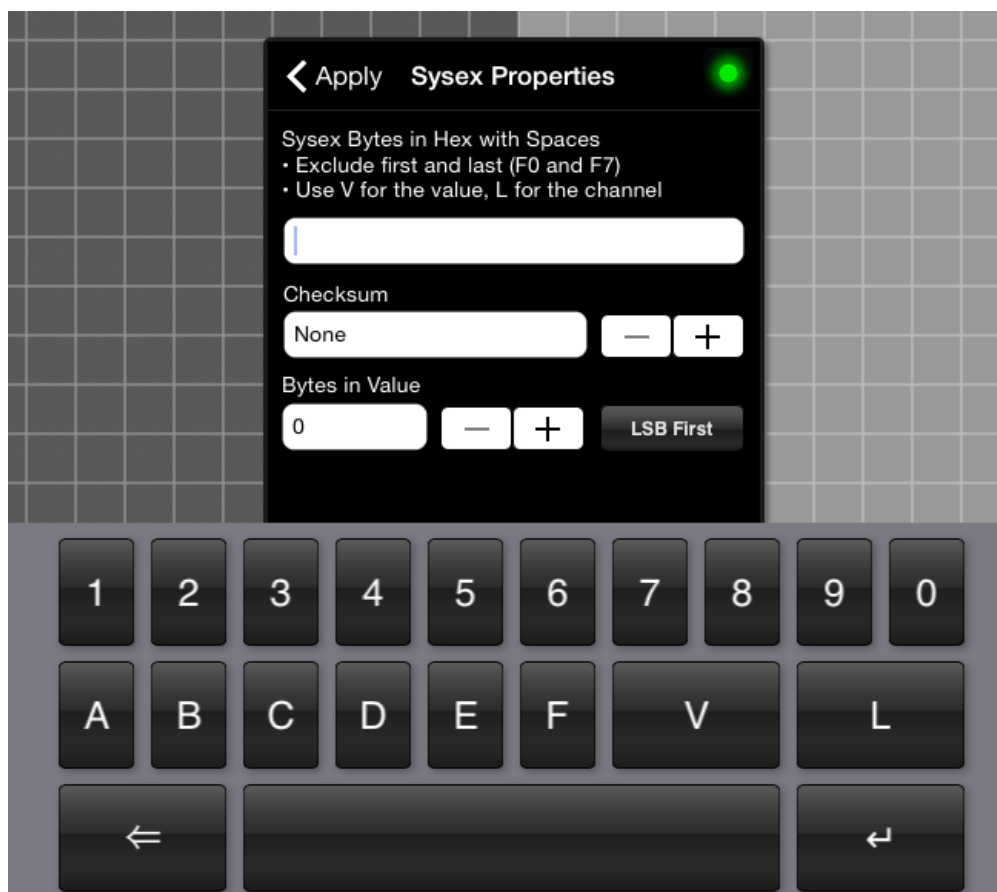 Apply Sysex Properties
Sysex Bytes in Hex with Spaces
• Exclude first and last (F0 and F7)
• Use V for the value, L for the channel
Checksum
None — +
Bytes in Value
0 — + LSB First
1 2 3 4 5 6 7 8 9 0
A B C D E F V L
⇐ ↵